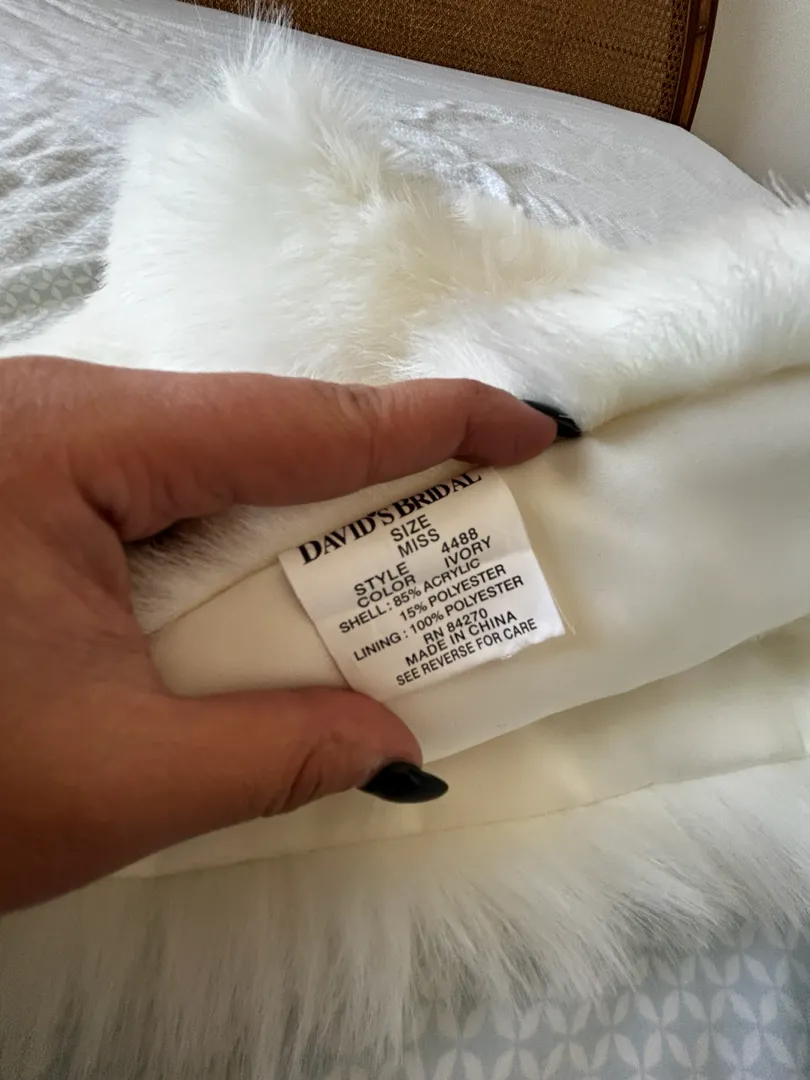 DAVID'S BRIDAL
SIZE
MISS
STYLE 4488
COLOR IVORY
SHELL: 85% ACRYLIC
15% POLYESTER
LINING: 100% POLYESTER
RN 84270
MADE IN CHINA
SEE REVERSE FOR CARE